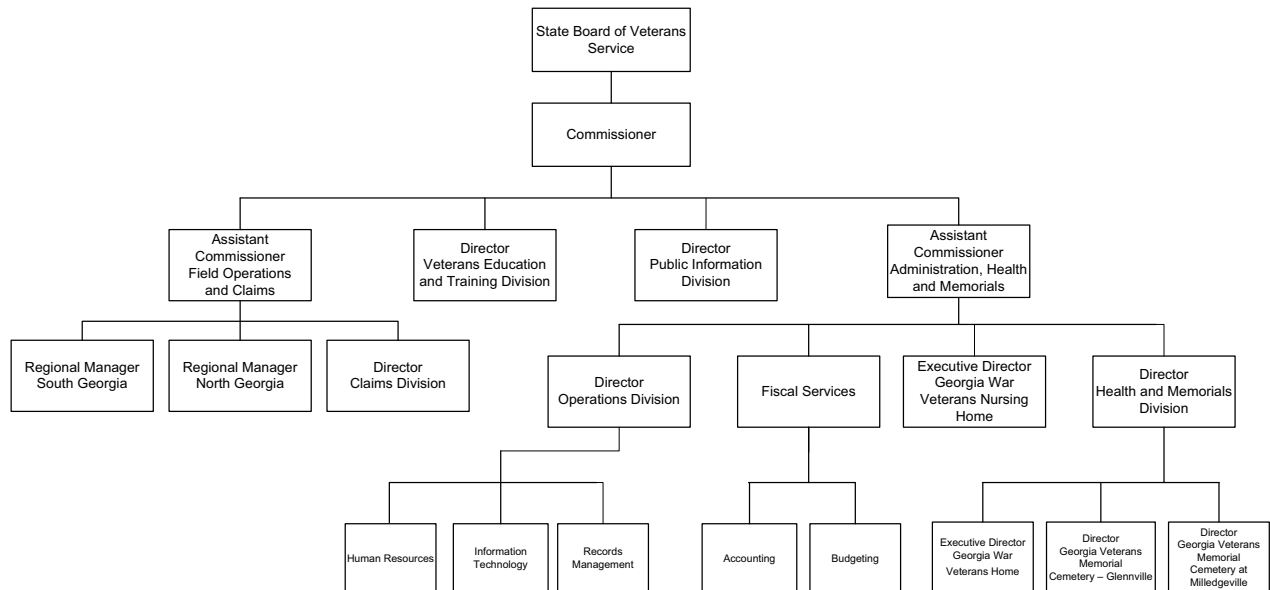 State Board of Veterans
Service
Commissioner
Assistant
Commissioner
Field Operations
and Claims
Director
Veterans Education
and Training Division
Director
Public Information
Division
Assistant
Commissioner
Administration, Health
and Memorials
Regional Manager
South Georgia
Regional Manager
North Georgia
Director
Claims Division
Director
Operations Division
Fiscal Services
Executive Director
Georgia War
Veterans Nursing
Home
Director
Health and Memorials
Division
Human Resources
Information
Technology
Records
Management
Accounting
Budgeting
Executive Director
Georgia War
Veterans Home
Director
Georgia Veterans
Memorial
Cemetery – Glennville
Director
Georgia Veterans
Memorial
Cemetery at
Milledgeville